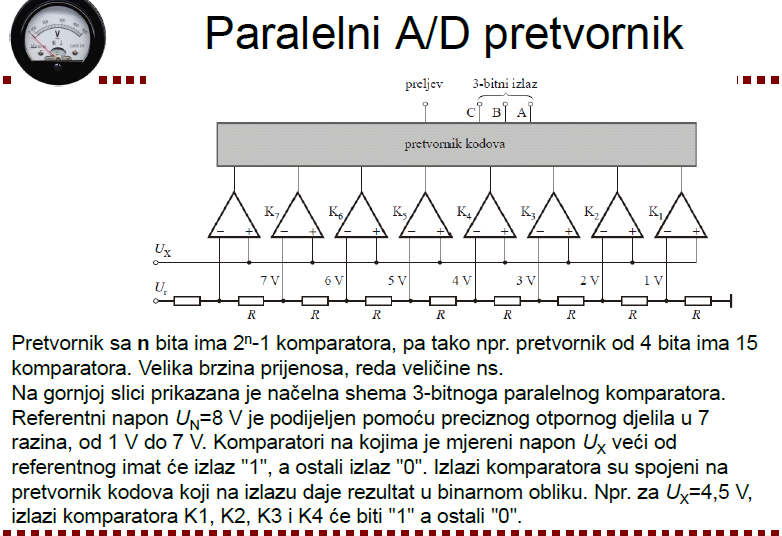 Paralelni A/D pretvornik
preljev 3-bitni izlaz
C B A
pretvornik kodova
K7 K6 K5 K4 K3 K2 K1
− + − + − + − + − + − + − + − +
UX
7 V 6 V 5 V 4 V 3 V 2 V 1 V
Ur
R R R R R R R R
Pretvornik sa n bita ima 2ⁿ-1 komparatora, pa tako npr. pretvornik od 4 bita ima 15
komparatora. Velika brzina prijenosa, reda veličine ns.
Na gornjoj slici prikazana je načelna shema 3-bitnoga paralelnog komparatora.
Referentni napon UN=8 V je podijeljen pomoću preciznog otpornog djelila u 7
razina, od 1 V do 7 V. Komparatori na kojima je mjereni napon UX veći od
referentnog imat će izlaz "1", a ostali izlaz "0". Izlazi komparatora su spojeni na
pretvornik kodova koji na izlazu daje rezultat u binarnom obliku. Npr. za UX=4,5 V,
izlazi komparatora K1, K2, K3 i K4 će biti "1" a ostali "0".